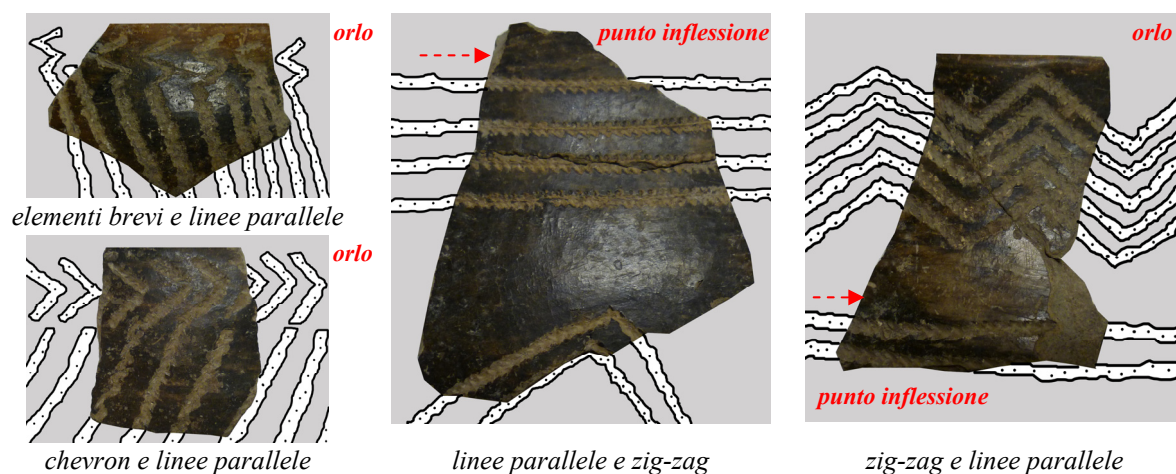 orlo
elementi brevi e linee parallele
orlo
chevron e linee parallele
punto inflessione
linee parallele e zig-zag
orlo
punto inflessione
zig-zag e linee parallele